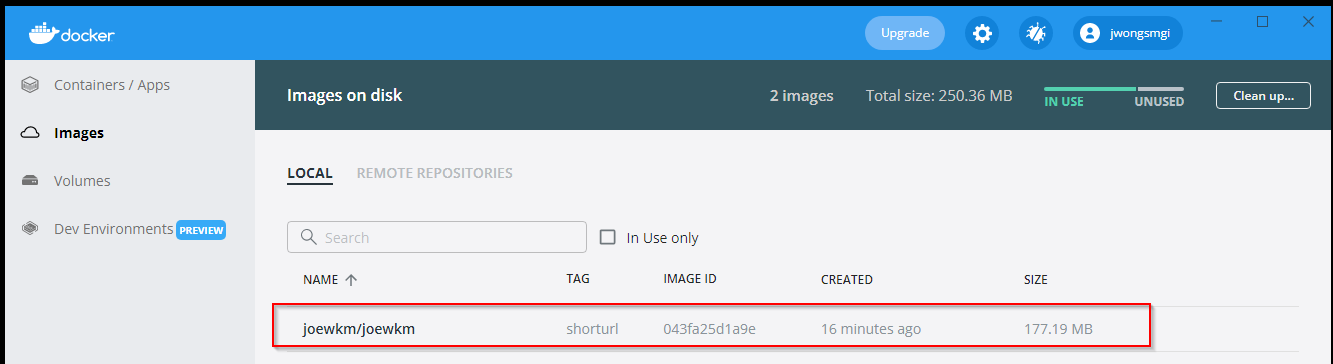 docker
Upgrade
jwongsmgi
Containers / Apps
Images
Volumes
Dev Environments PREVIEW
Images on disk
2 images
Total size: 250.36 MB
IN USE
UNUSED
Clean up...
LOCAL
REMOTE REPOSITORIES
Search
In Use only
NAME
TAG
IMAGE ID
CREATED
SIZE
joewkm/joewkm
shorturl
043fa25d1a9e
16 minutes ago
177.19 MB